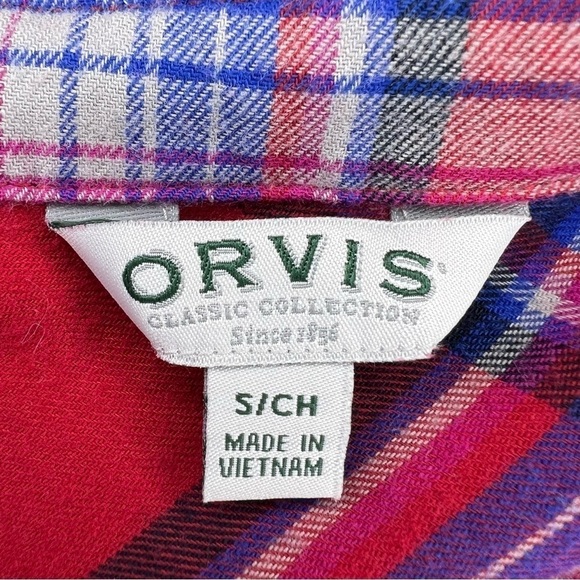 ORVIS
CLASSIC COLLECTION
Since 1856
S/CH
MADE IN
VIETNAM